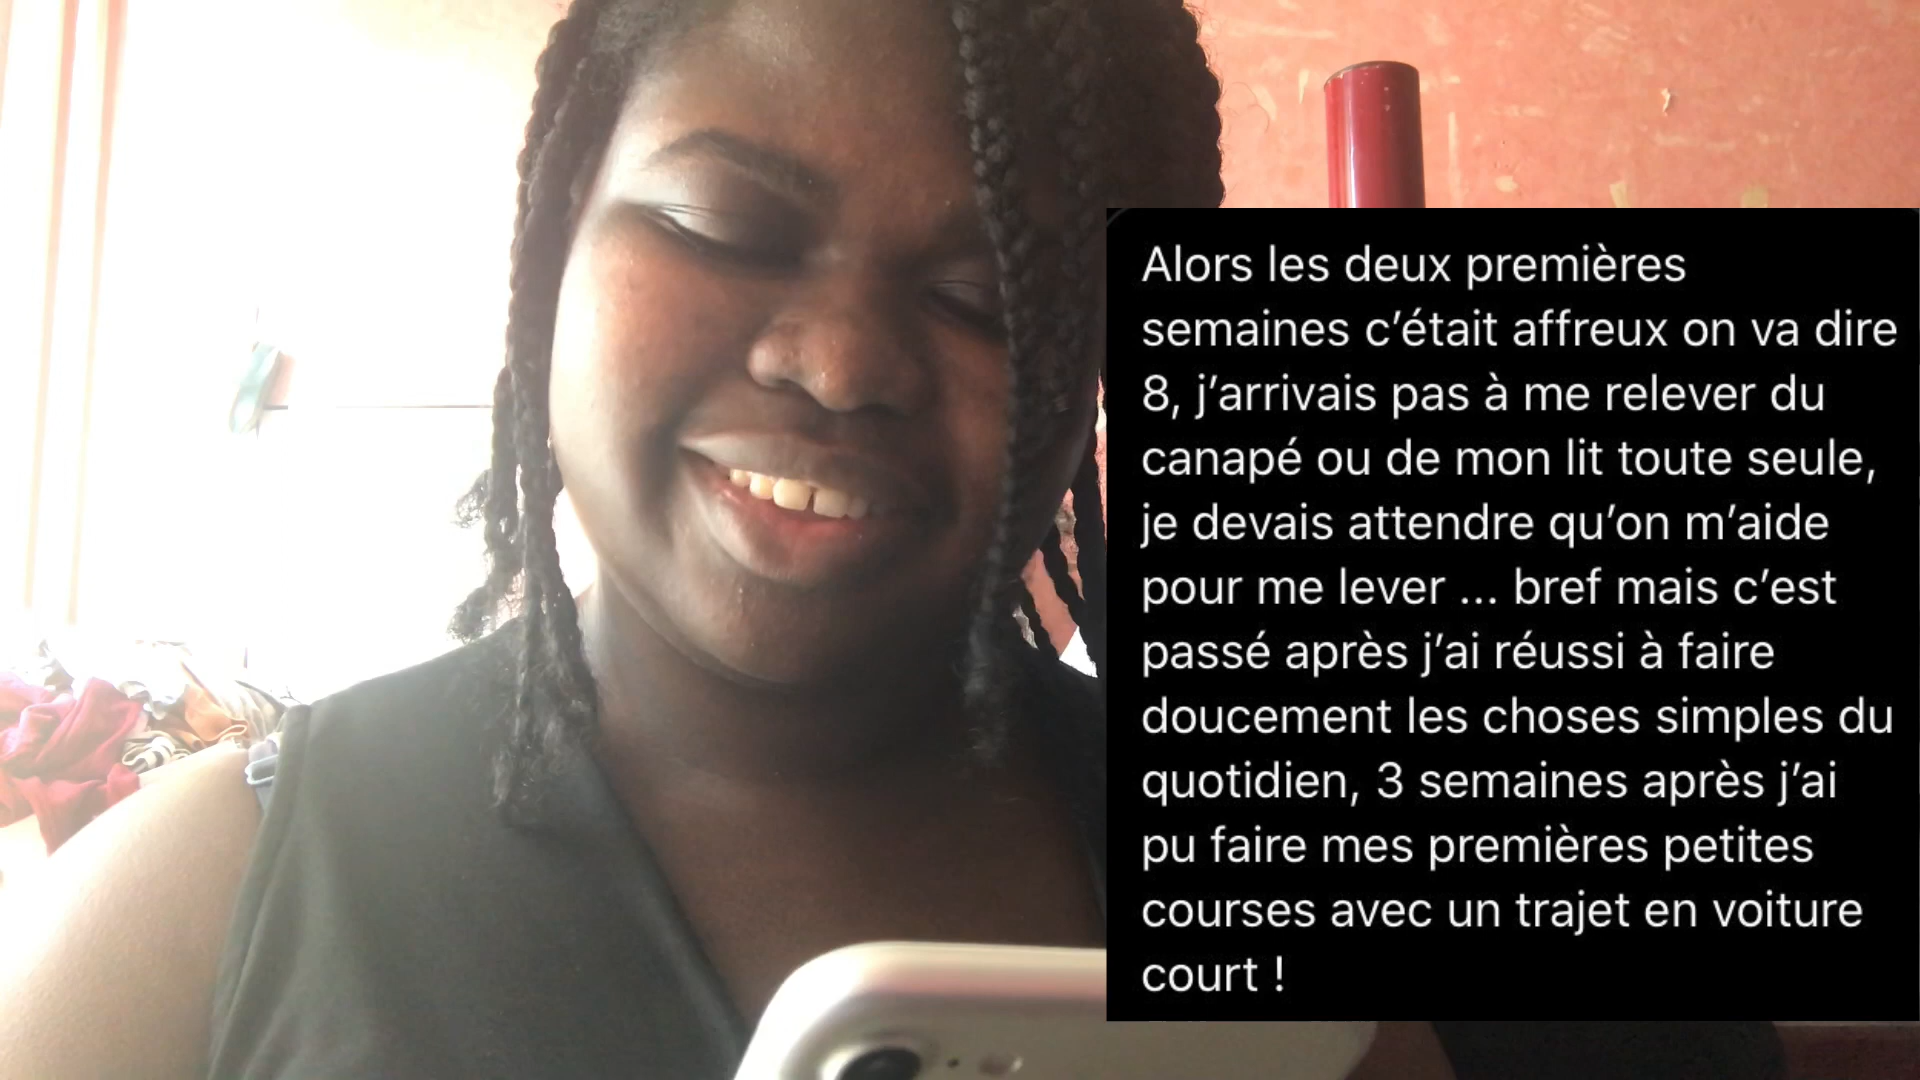 Alors les deux premières
semaines c’était affreux on va dire
8, j’arrivais pas à me relever du
canapé ou de mon lit toute seule,
je devais attendre qu’on m’aide
pour me lever ... bref mais c’est
passé après j’ai réussi à faire
doucement les choses simples du
quotidien, 3 semaines après j’ai
pu faire mes premières petites
courses avec un trajet en voiture
court !